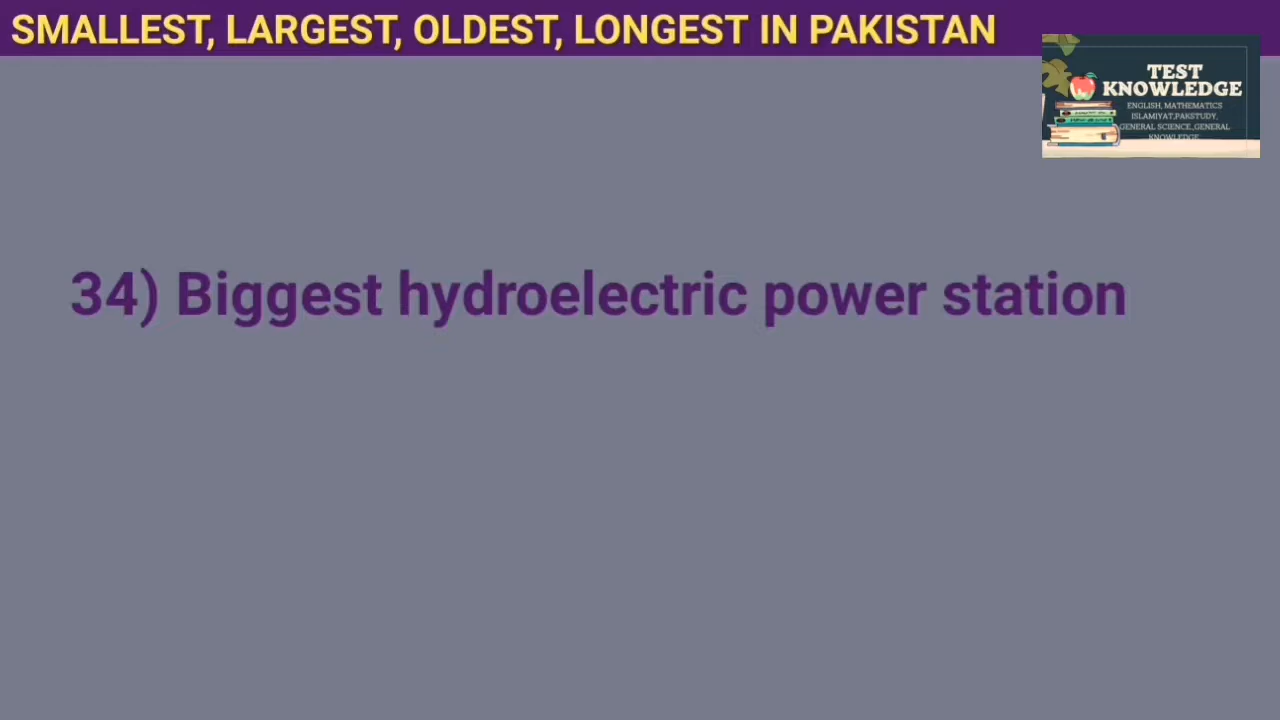 SMALLEST, LARGEST, OLDEST, LONGEST IN PAKISTAN
TEST
KNOWLEDGE
ENGLISH, MATHEMATICS
ISLAMIYAT,PAKSTUDY,
GENERAL SCIENCE,,GENERAL
KNOWLEDGE
34) Biggest hydroelectric power station